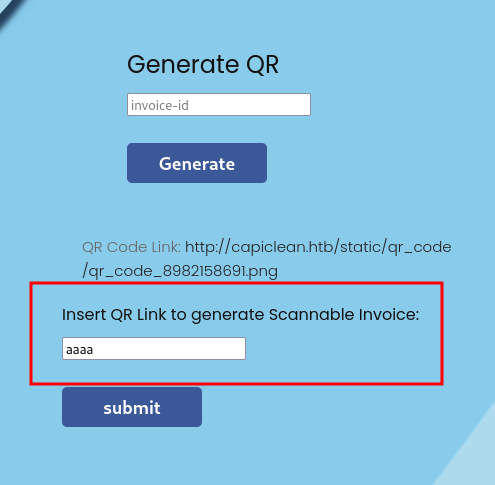 Generate QR
invoice-id
Generate
QR Code Link: http://capiclean.htb/static/qr_code
/qr_code_8982158691.png
Insert QR Link to generate Scannable Invoice:
aaaa
submit